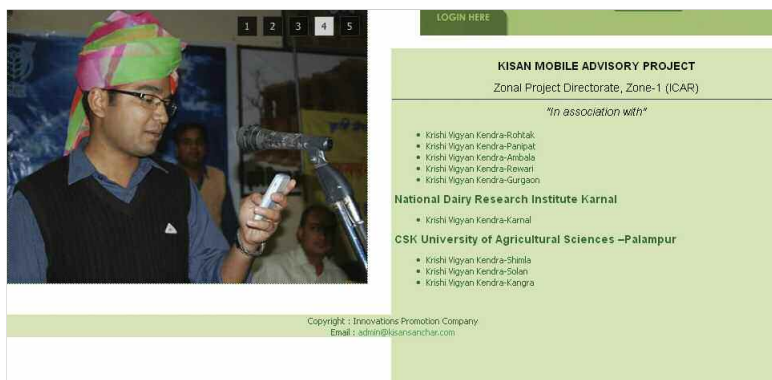 1 2 3 4 5
LOGIN HERE
KISAN MOBILE ADVISORY PROJECT
Zonal Project Directorate, Zone-1 (ICAR)
"In association with"
Krishi Vigyan Kendra-Rohtak
Krishi Vigyan Kendra-Panipat
Krishi Vigyan Kendra-Ambala
Krishi Vigyan Kendra-Rewari
Krishi Vigyan Kendra-Gurgaon
National Dairy Research Institute Karnal
Krishi Vigyan Kendra-Karnal
CSK University of Agricultural Sciences –Palampur
Krishi Vigyan Kendra-Shimla
Krishi Vigyan Kendra-Solan
Krishi Vigyan Kendra-Kangra
Copyright : Innovations Promotion Company
Email : admin@kisansanchar.com